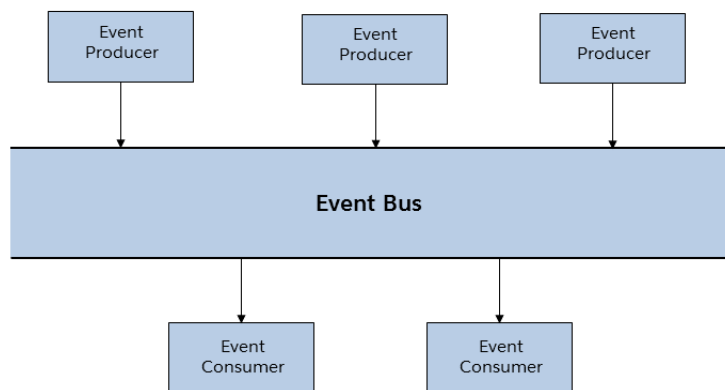 Event
Producer
Event
Producer
Event
Producer
Event Bus
Event
Consumer
Event
Consumer